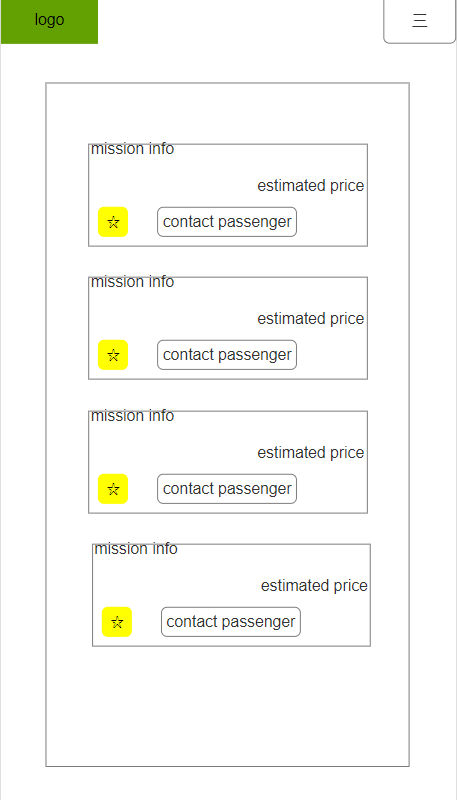 logo
mission info
estimated price
☆ contact passenger
mission info
estimated price
☆ contact passenger
mission info
estimated price
☆ contact passenger
mission info
estimated price
☆ contact passenger